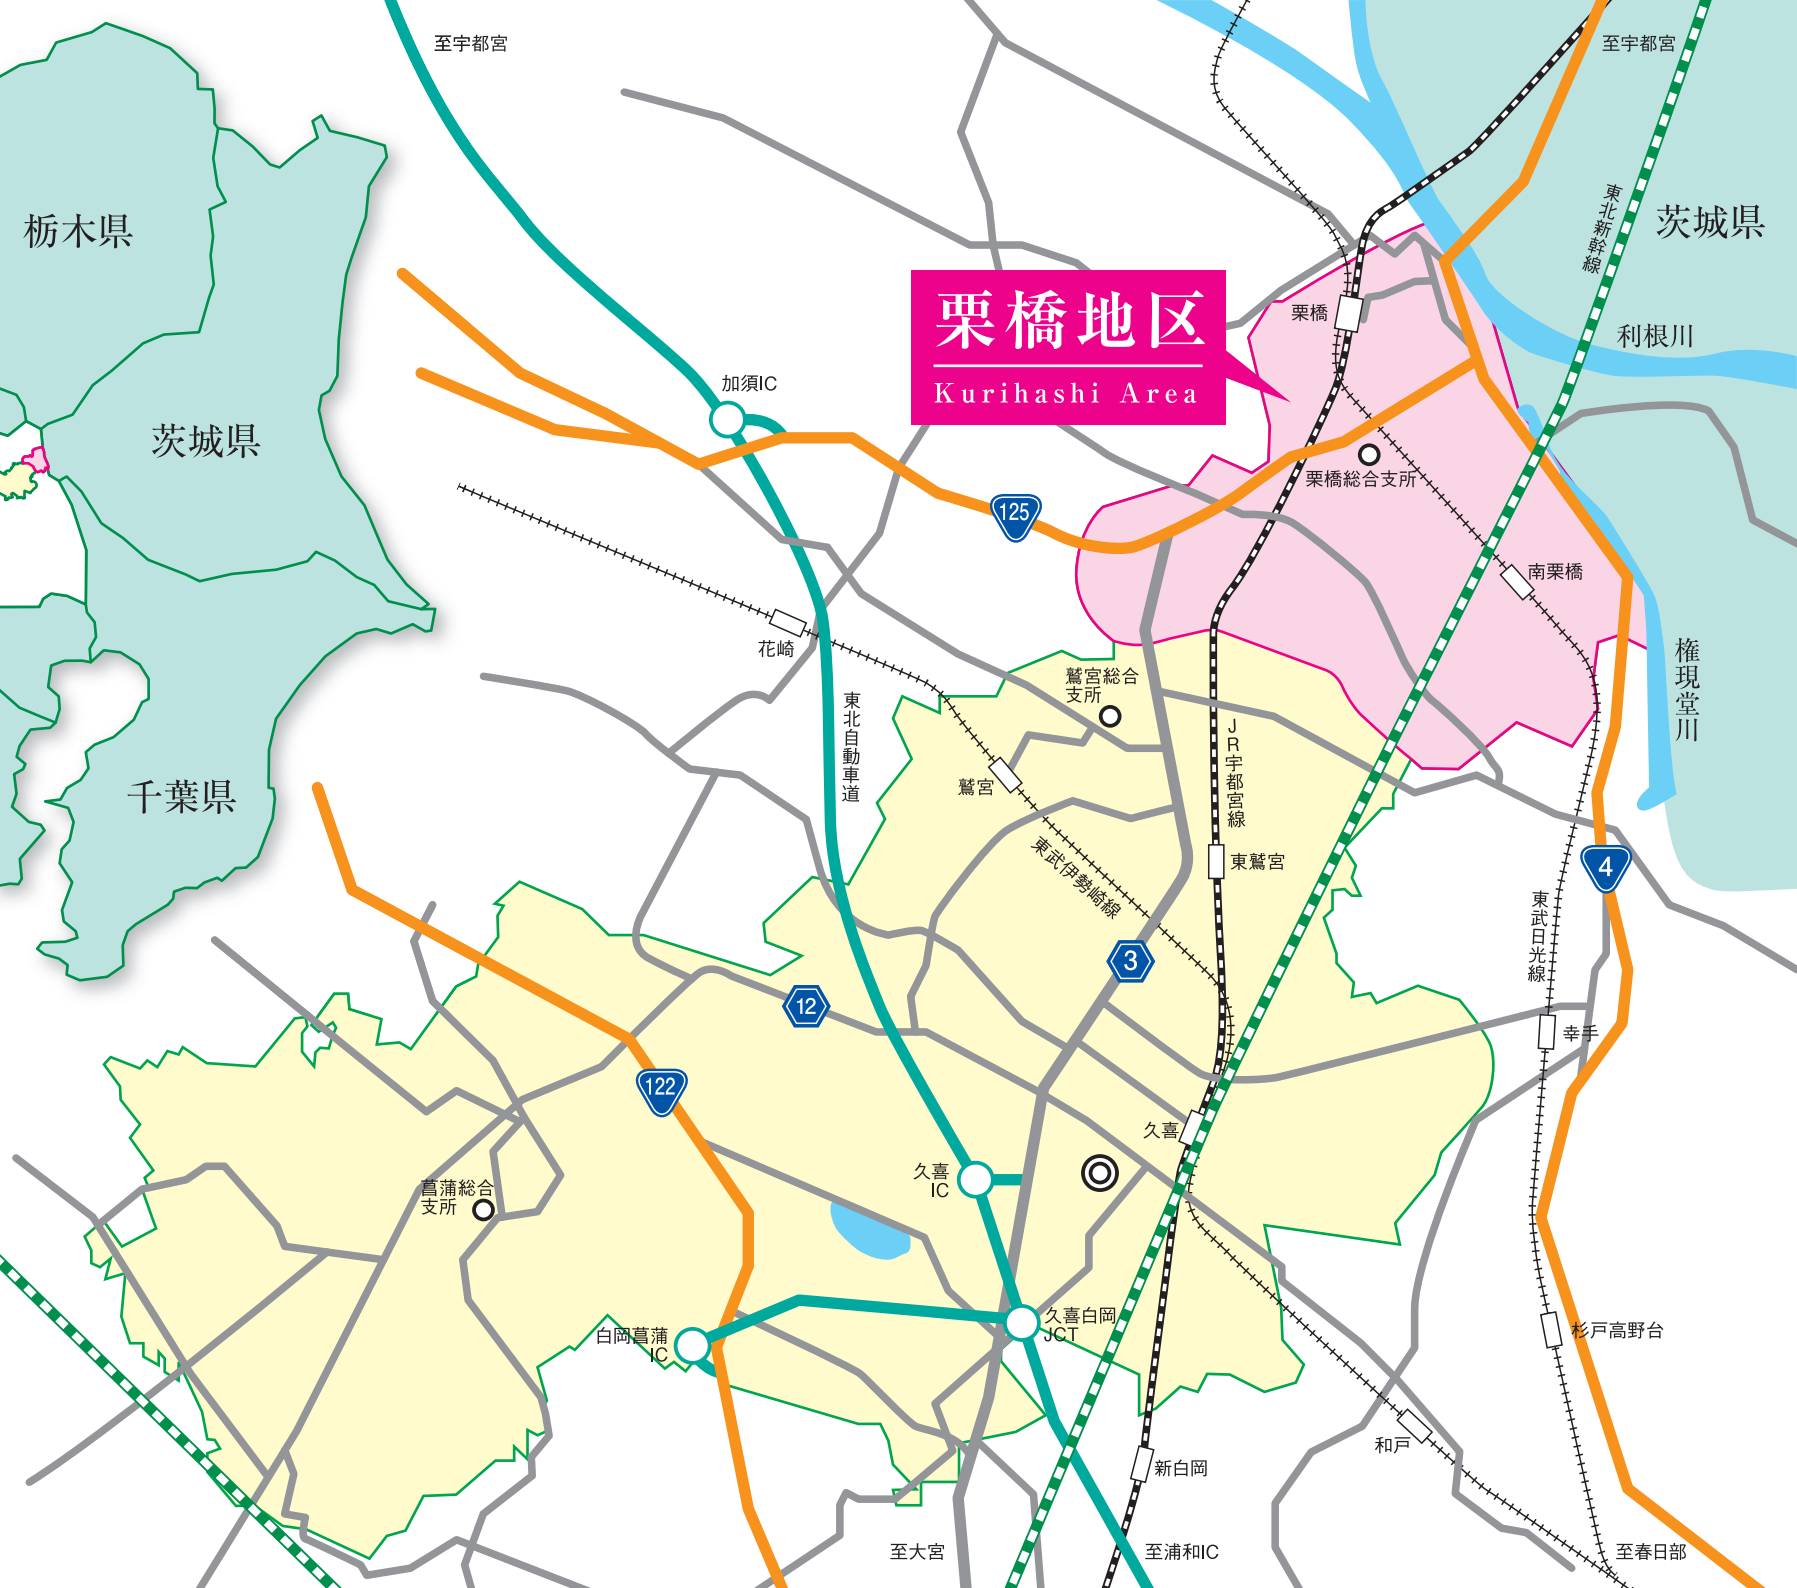 至宇都宮
至宇都宮
栃木県
東北新幹線
茨城県
栗橋地区
Kurihashi Area
栗橋
利根川
加須IC
茨城県
栗橋総合支所
125
南栗橋
花崎
鷲宮総合
支所
権現堂川
東北自動車道
JR宇都宮線
鷲宮
千葉県
東武伊勢崎線
東鷲宮
4
東武日光線
3
12
幸手
122
久喜
久喜
IC
菖蒲総合
支所
久喜白岡
JCT
白岡菖蒲
IC
杉戸高野台
和戸
新白岡
至大宮
至浦和IC
至春日部